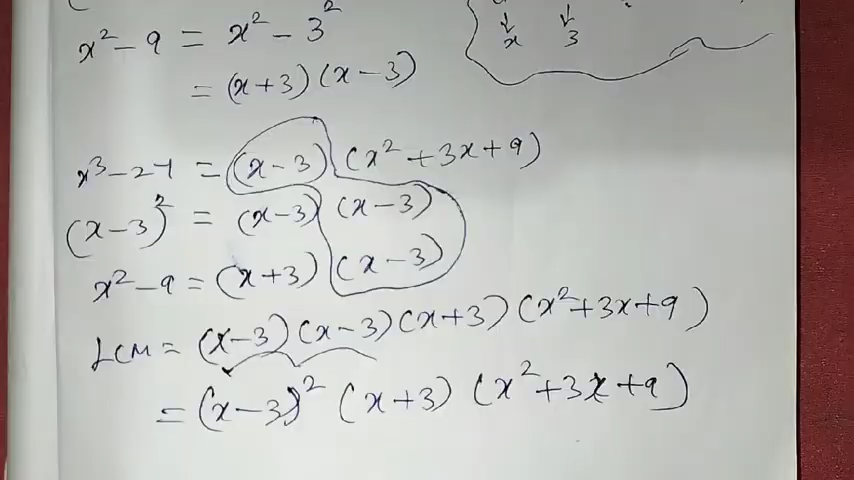 x² - 9 = x² - 3²
x 3
= (x+3) (x-3)
x³ - 27 = (x-3) (x² + 3x + 9)
(x-3)² = (x-3) (x-3)
x² - 9 = (x+3) (x-3)
LCM = (x-3) (x-3) (x+3) (x² + 3x + 9)
= (x-3)² (x+3) (x² + 3x + 9)